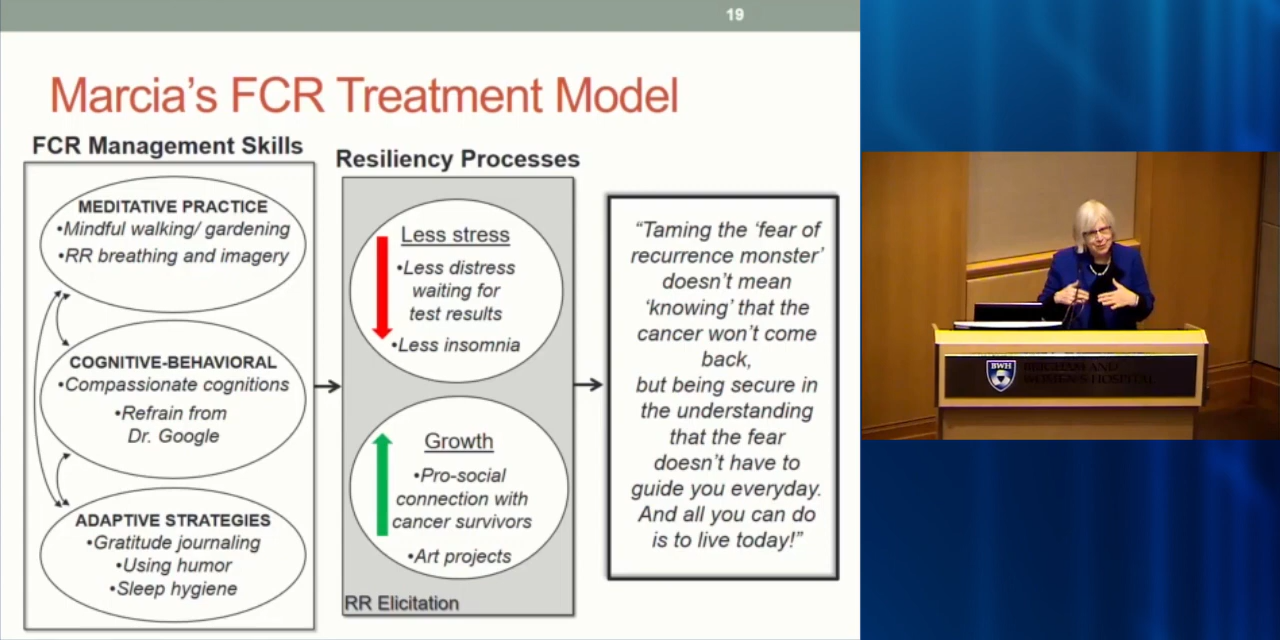 19
Marcia's FCR Treatment Model
FCR Management Skills
MEDITATIVE PRACTICE
•Mindful walking/ gardening
•RR breathing and imagery
COGNITIVE-BEHAVIORAL
•Compassionate cognitions
•Refrain from
Dr. Google
ADAPTIVE STRATEGIES
•Gratitude journaling
•Using humor
•Sleep hygiene
Resiliency Processes
Less stress
•Less distress
waiting for
test results
•Less insomnia
Growth
•Pro-social
connection with
cancer survivors
•Art projects
RR Elicitation
“Taming the ‘fear of
recurrence monster’
doesn’t mean
‘knowing’ that the
cancer won’t come
back,
but being secure in
the understanding
that the fear
doesn’t have to
guide you everyday.
And all you can do
is to live today!”
BWH
BRIGHAM AND
WOMEN'S HOSPITAL